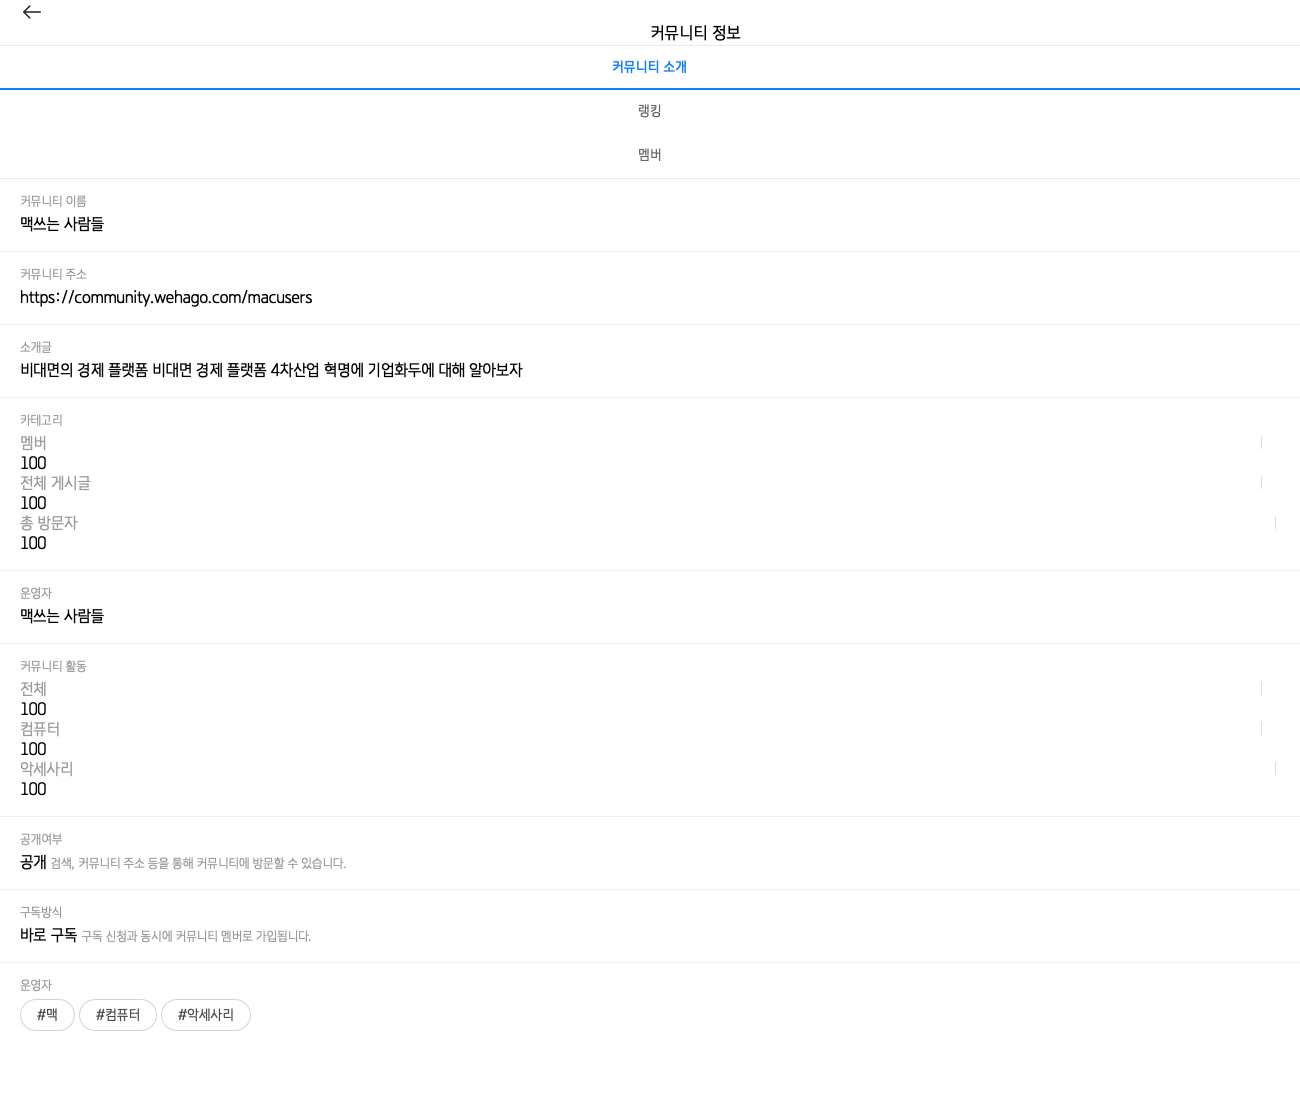 커뮤니티 정보
커뮤니티 소개
랭킹
멤버
커뮤니티 이름
맥쓰는 사람들
커뮤니티 주소
https://community.wehago.com/macusers
소개글
비대면의 경제 플랫폼 비대면 경제 플랫폼 4차산업 혁명에 기업화두에 대해 알아보자
카테고리
멤버
100
전체 게시글
100
총 방문자
100
운영자
맥쓰는 사람들
커뮤니티 활동
전체
100
컴퓨터
100
악세사리
100
공개여부
공개 검색, 커뮤니티 주소 등을 통해 커뮤니티에 방문할 수 있습니다.
구독방식
바로 구독 구독 신청과 동시에 커뮤니티 멤버로 가입됩니다.
운영자
#맥 #컴퓨터 #악세사리